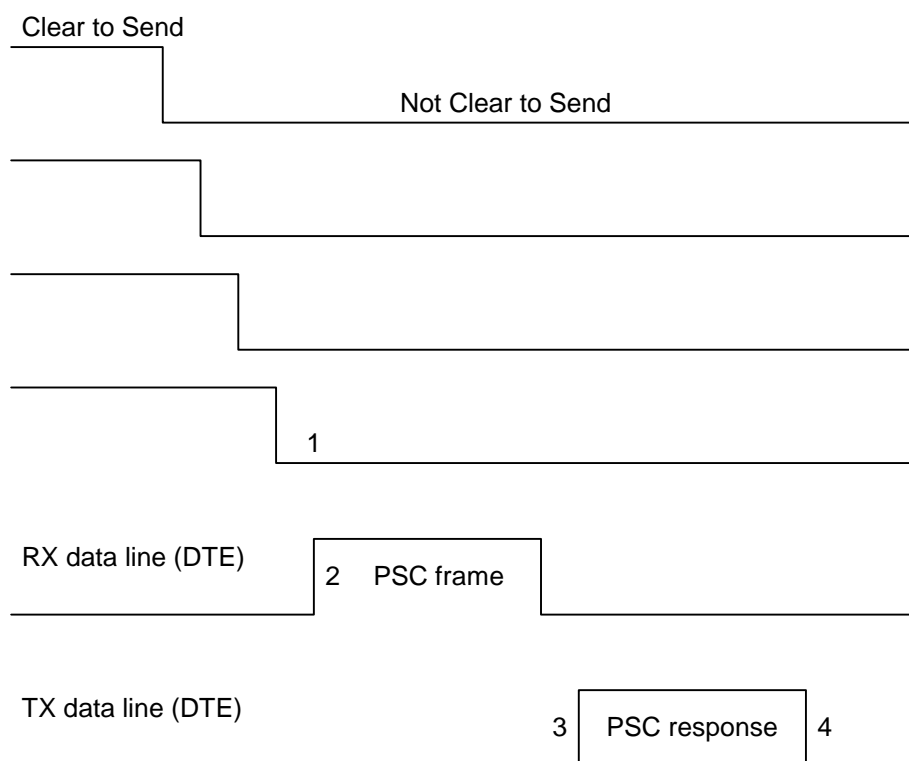 Clear to Send
Not Clear to Send
1
RX data line (DTE)
2 PSC frame
TX data line (DTE)
3 PSC response 4